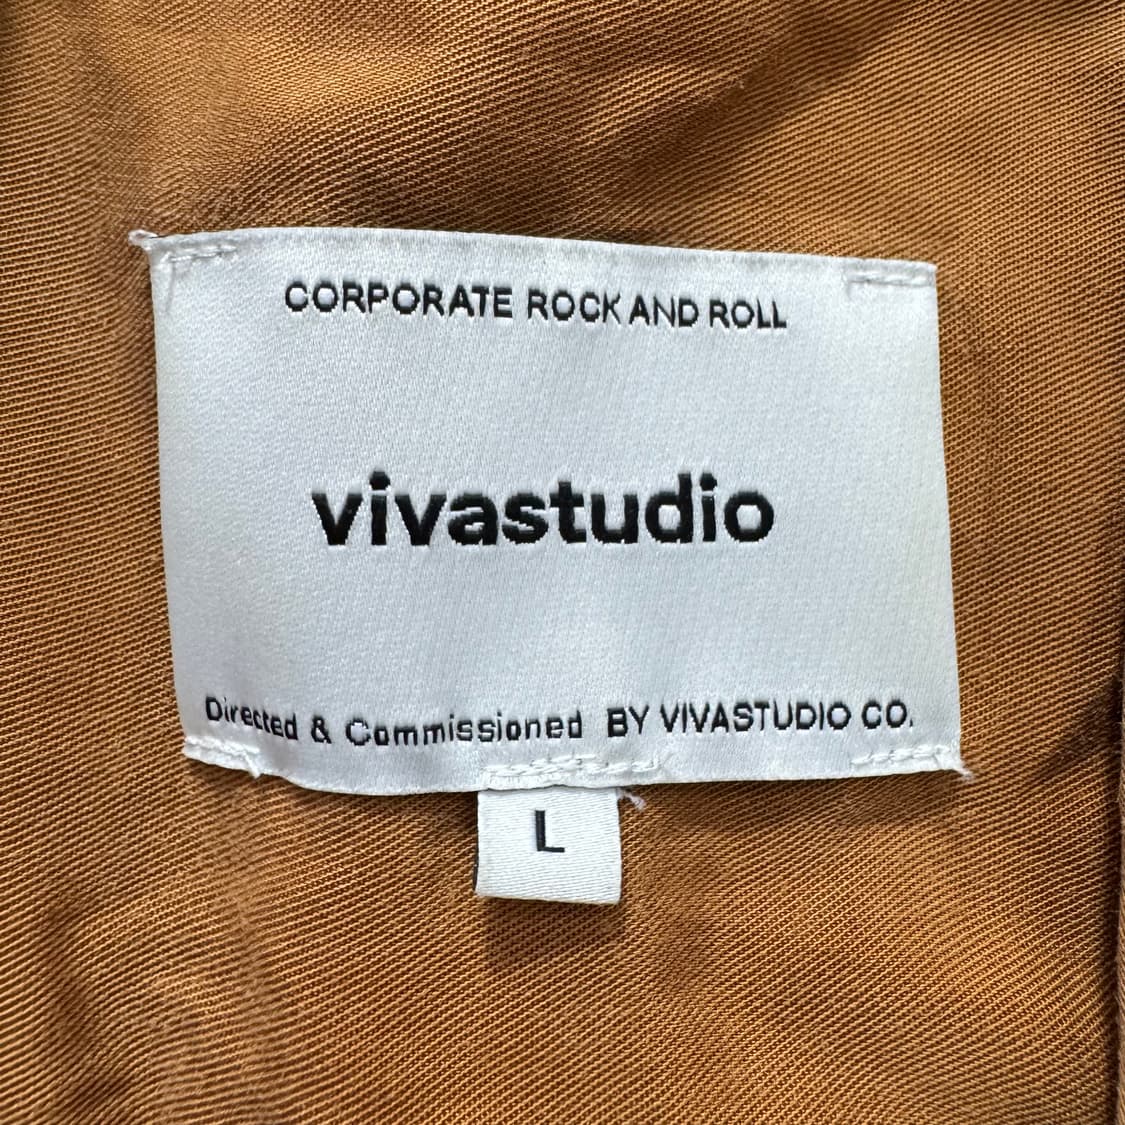 CORPORATE ROCK AND ROLL
vivastudio
Directed & Commissioned BY VIVASTUDIO CO.
L